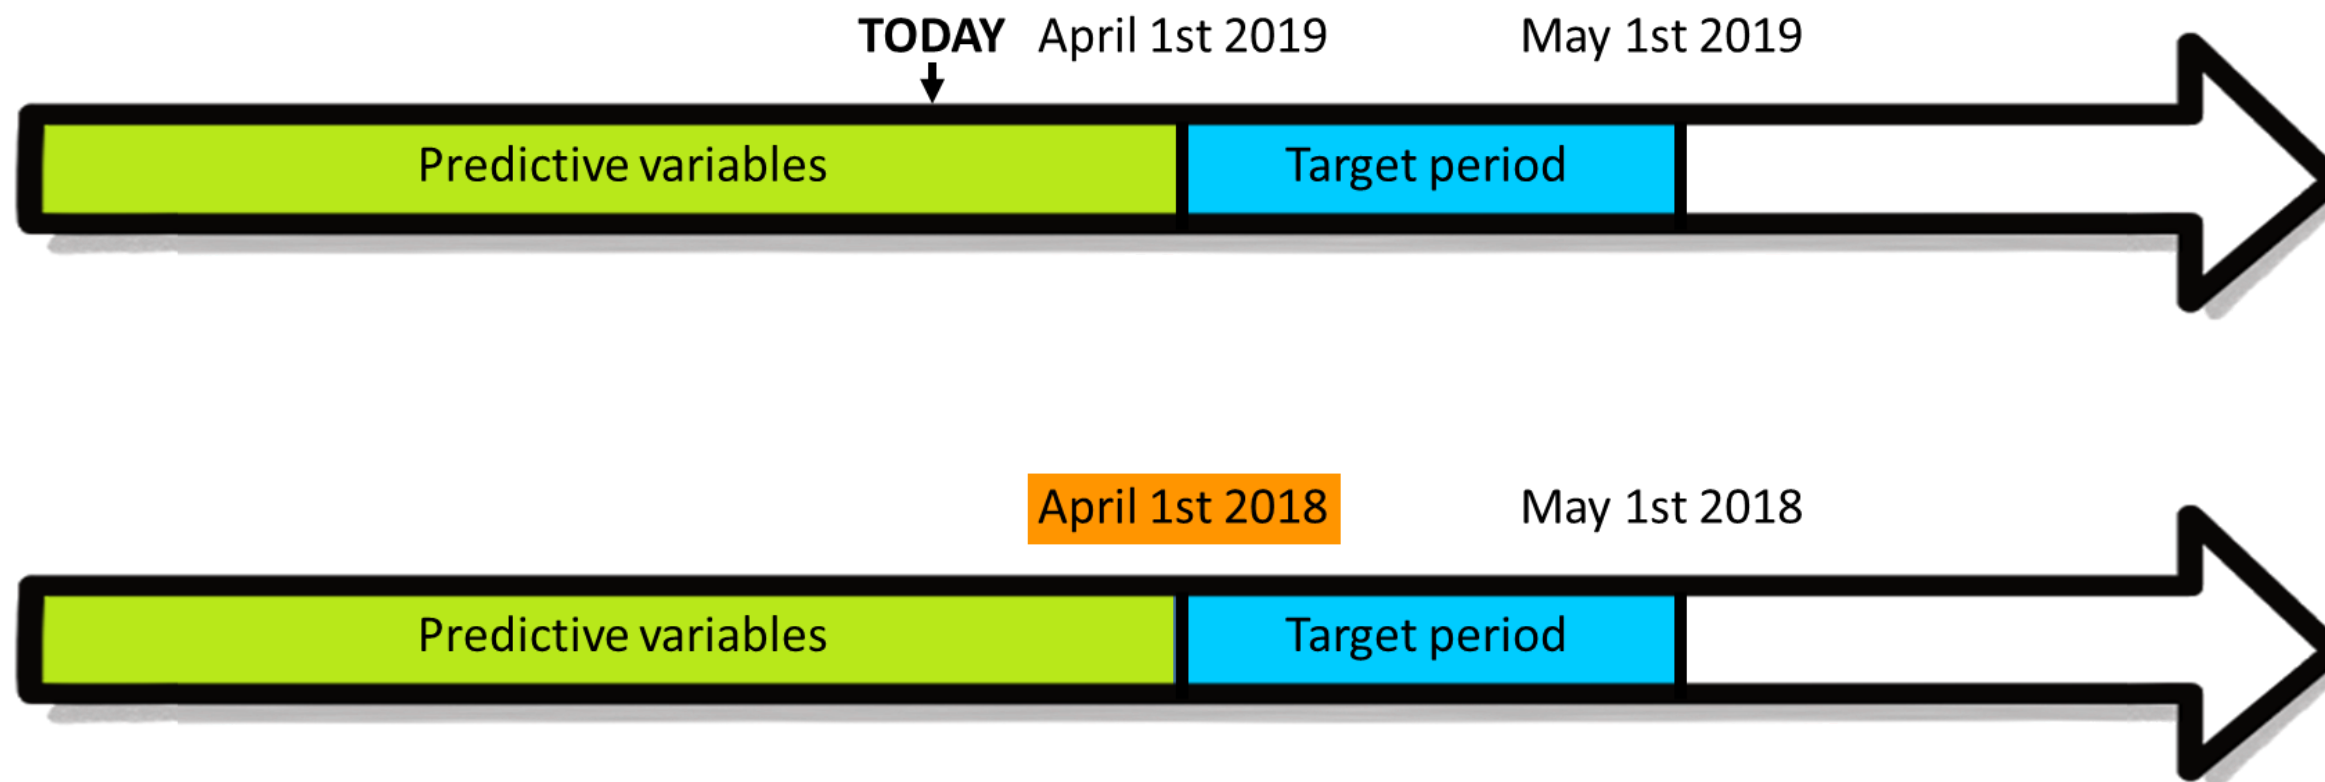 TODAY April 1st 2019 May 1st 2019
Predictive variables Target period
April 1st 2018 May 1st 2018
Predictive variables Target period